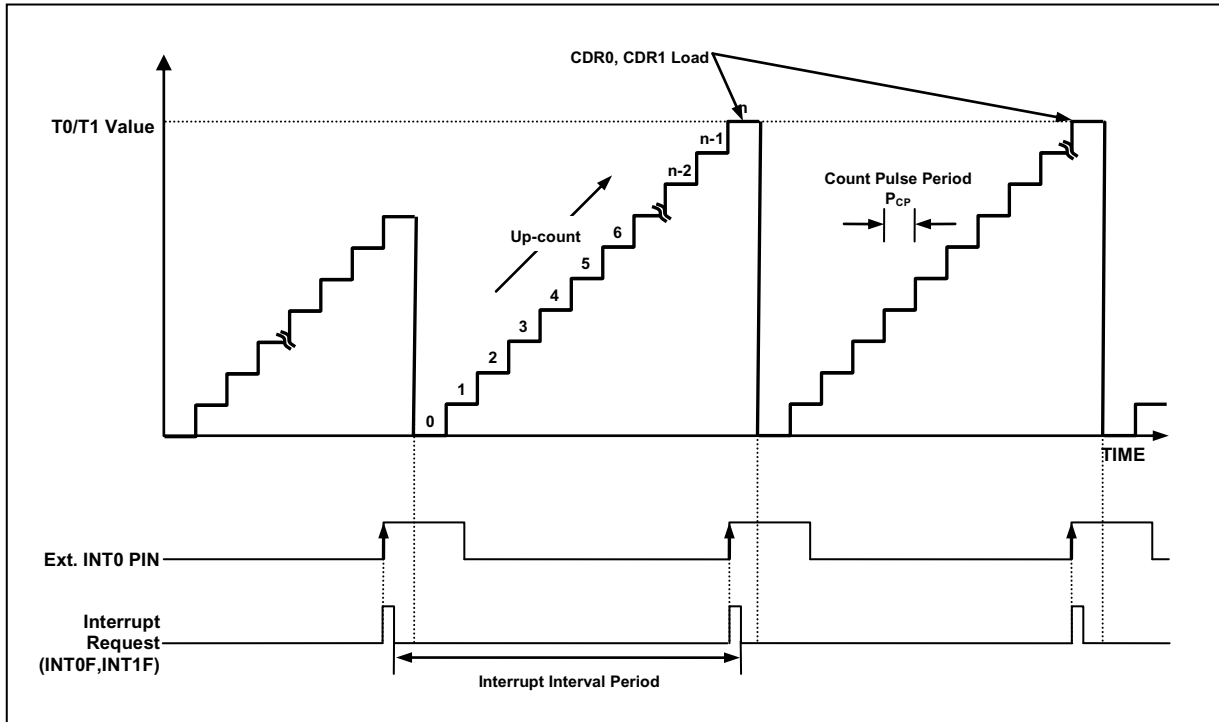 CDR0, CDR1 Load
T0/T1 Value
n
n-1
n-2
Count Pulse Period
P_CP
Up-count
6
5
4
3
2
1
0
TIME
Ext. INT0 PIN
Interrupt
Request
(INT0F,INT1F)
Interrupt Interval Period